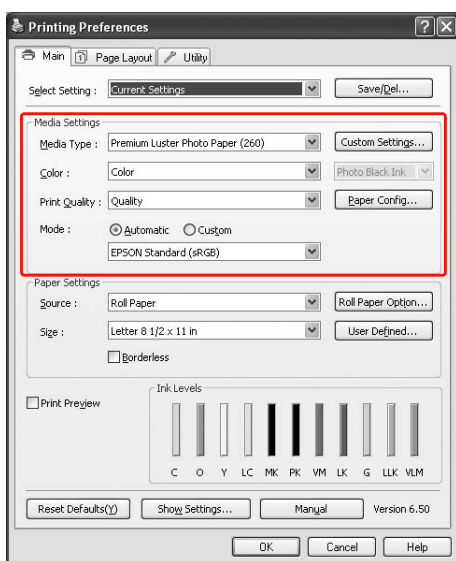 Printing Preferences
Main Page Layout Utility
Select Setting : Current Settings Save/Del...
Media Settings
Media Type : Premium Luster Photo Paper (260) Custom Settings...
Color : Color Photo Black Ink
Print Quality : Quality Paper Config...
Mode : Automatic Custom
EPSON Standard (sRGB)
Paper Settings
Source : Roll Paper Roll Paper Option...
Size : Letter 8 1/2 x 11 in User Defined...
Borderless
Print Preview Ink Levels
C O Y LC MK PK VM LK G LLK VLM
Reset Defaults(Y) Show Settings... Manual Version 6.50
OK Cancel Help